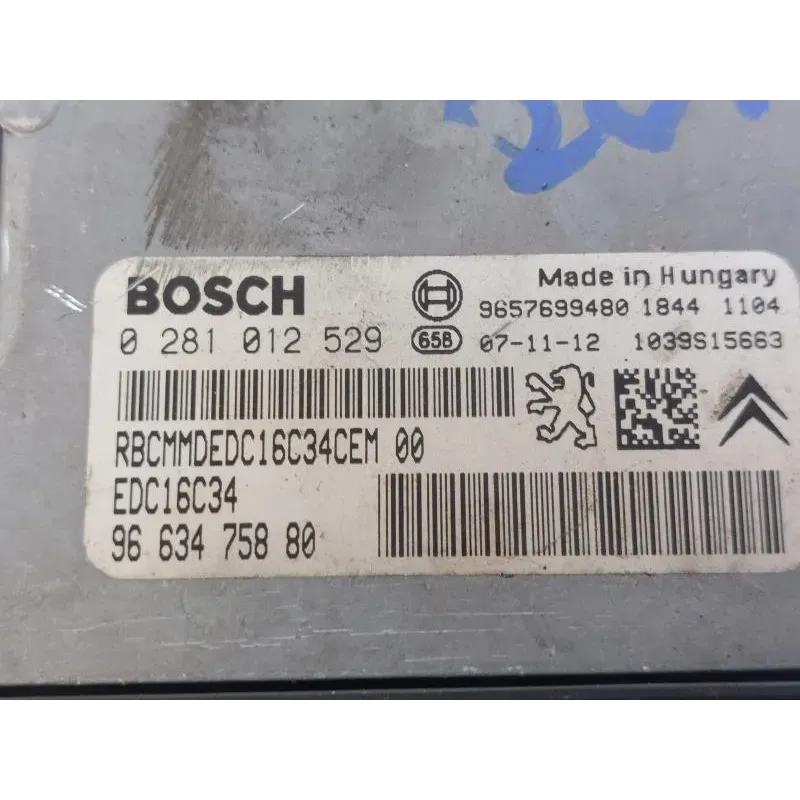 BOSCH
Made in Hungary
9657699480 1844 1104
0 281 012 529 65B 07-11-12 1039S15663
RBCMMDEDC16C34CEM 00
EDC16C34
96 634 758 80